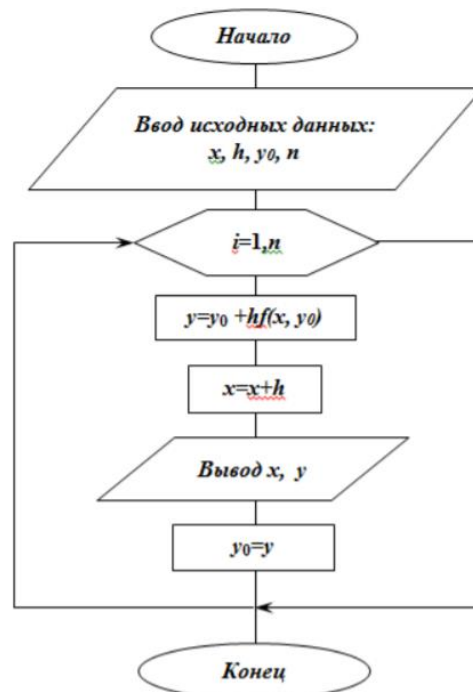 Начало
Ввод исходных данных:
x, h, y0, n
i=1,n
y=y0 +hf(x, y0)
x=x+h
Вывод x, y
y0=y
Конец